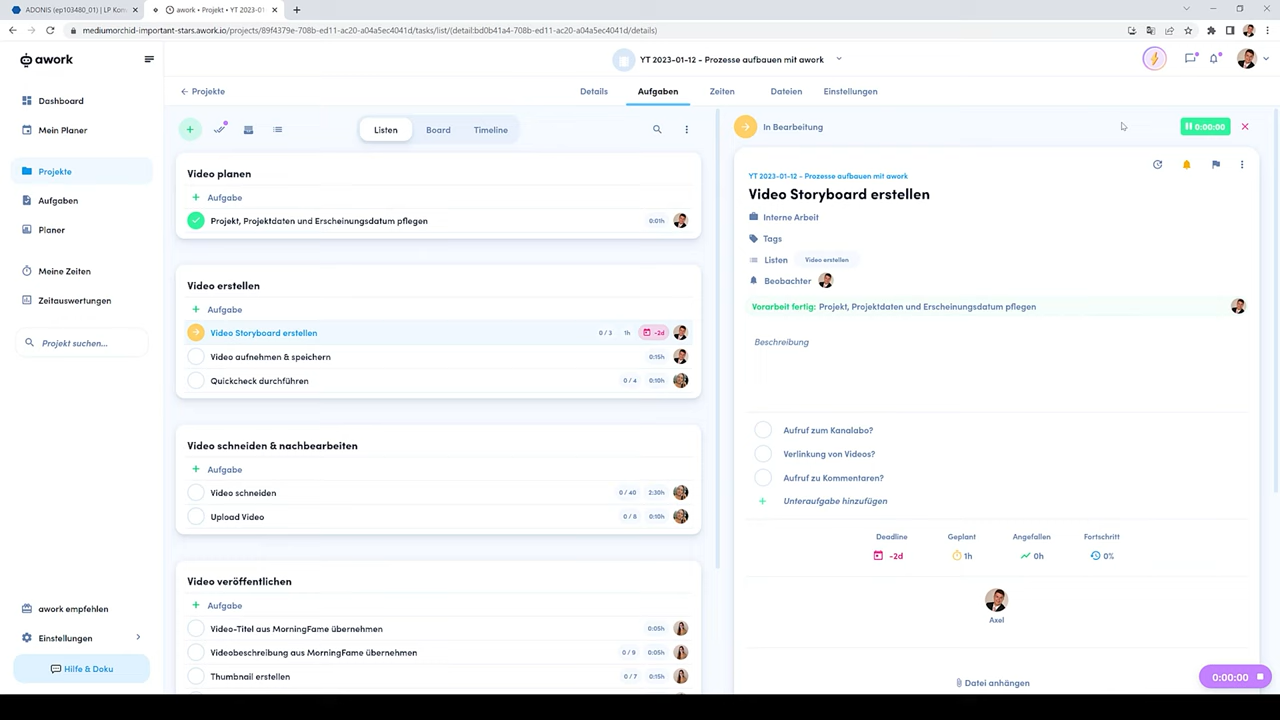 ADONIS (ep103480_01) | LP Kom
awork • Projekt • YT 2023-01-
mediumorchid-important-stars.awork.io/projects/89f4379e-708b-ed11-ac20-a04a5ec4041d/tasks/list/(detail:bd0b41a4-708b-ed11-ac20-a04a5ec4041d/details)
awork
YT 2023-01-12 - Prozesse aufbauen mit awork
Projekte
Details
Aufgaben
Zeiten
Dateien
Einstellungen
Dashboard
Mein Planer
Projekte
Aufgaben
Planer
Meine Zeiten
Zeitauswertungen
Projekt suchen...
awork empfehlen
Einstellungen
Hilfe & Doku
Listen
Board
Timeline
Video planen
Aufgabe
Projekt, Projektdaten und Erscheinungsdatum pflegen 0:01h
Video erstellen
Aufgabe
Video Storyboard erstellen 0 / 3 1h -2d
Video aufnehmen & speichern 0:15h
Quickcheck durchführen 0 / 4 0:10h
Video schneiden & nachbearbeiten
Aufgabe
Video schneiden 0 / 40 2:30h
Upload Video 0 / 8 0:10h
Video veröffentlichen
Aufgabe
Video-Titel aus MorningFame übernehmen 0:05h
Videobeschreibung aus MorningFame übernehmen 0 / 9 0:05h
Thumbnail erstellen 0 / 7 0:15h
In Bearbeitung
0:00:00
YT 2023-01-12 - Prozesse aufbauen mit awork
Video Storyboard erstellen
Interne Arbeit
Tags
Listen Video erstellen
Beobachter
Vorarbeit fertig: Projekt, Projektdaten und Erscheinungsdatum pflegen
Beschreibung
Aufruf zum Kanalabo?
Verlinkung von Videos?
Aufruf zu Kommentaren?
Unteraufgabe hinzufügen
Deadline Geplant Angefallen Fortschritt
-2d 1h 0h 0%
Axel
Datei anhängen
0:00:00